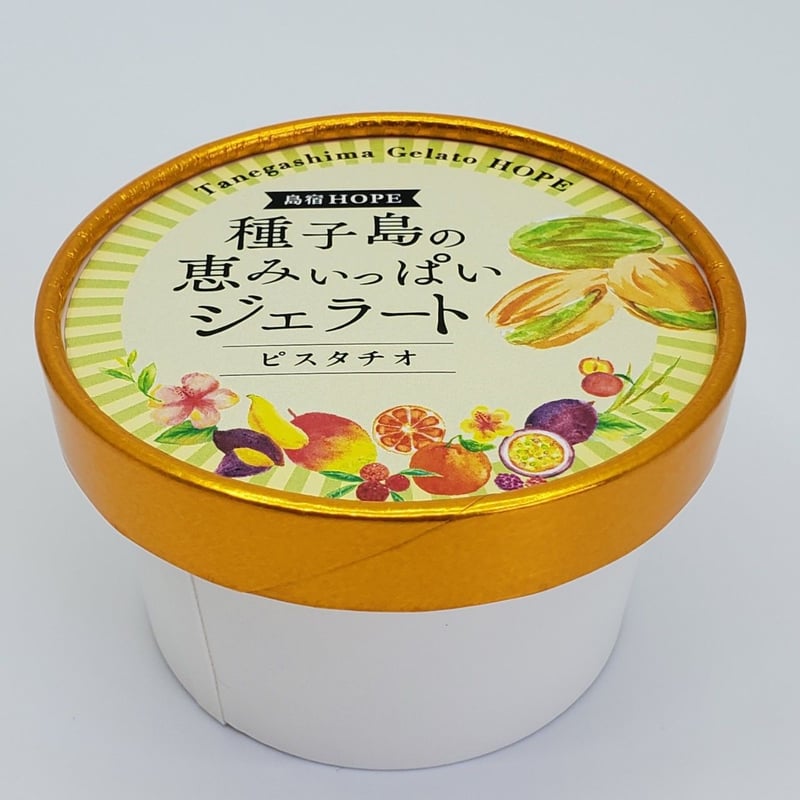 Tanegashima Gelato HOPE
島宿HOPE
種子島の
恵みいっぱい
ジェラート
ピスタチオ